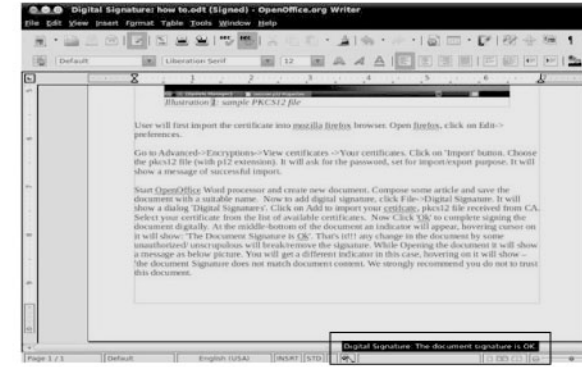 Digital Signature: how to.odt (Signed) - OpenOffice.org Writer
File Edit View Insert Format Table Tools Window Help
Default Liberation Serif 12
1 2 3 4 5 6
Illustration 1: sample PKCS12 file
User will first import the certificate into mozilla firefox browser. Open firefox, click on Edit->
preferences.
Go to Advanced->Encryptions->View certificates ->Your certificates. Click on 'Import' button. Choose
the pkcs12 file (with p12 extension). It will ask for the password, set for import/export purpose. It will
show a message of successful import.
Start OpenOffice Word processor and create new document. Compose some article and save the
document with a suitable name. Now to add digital signature, click File->Digital Signature. It will
show a dialog 'Digital Signatures'. Click on Add to import your certificate, pkcs12 file received from CA.
Select your certificate from the list of available certificates. Now Click 'Ok' to complete signing the
document digitally. At the middle-bottom of the document an indicator will appear, hovering cursor on
it will show: 'The Document Signature is Ok'. That's it!!! any change in the document by some
unauthorized/ unscrupulous will break/remove the signature. While Opening the document it will show
a message as below picture. You will get a different indicator in this case, hovering on it will show –
'the document Signature does not match document content. We strongly recommend you do not to trust
this document.
Digital Signature: The document signature is OK.
Page 1 / 1 Default English (USA) INSRT STD